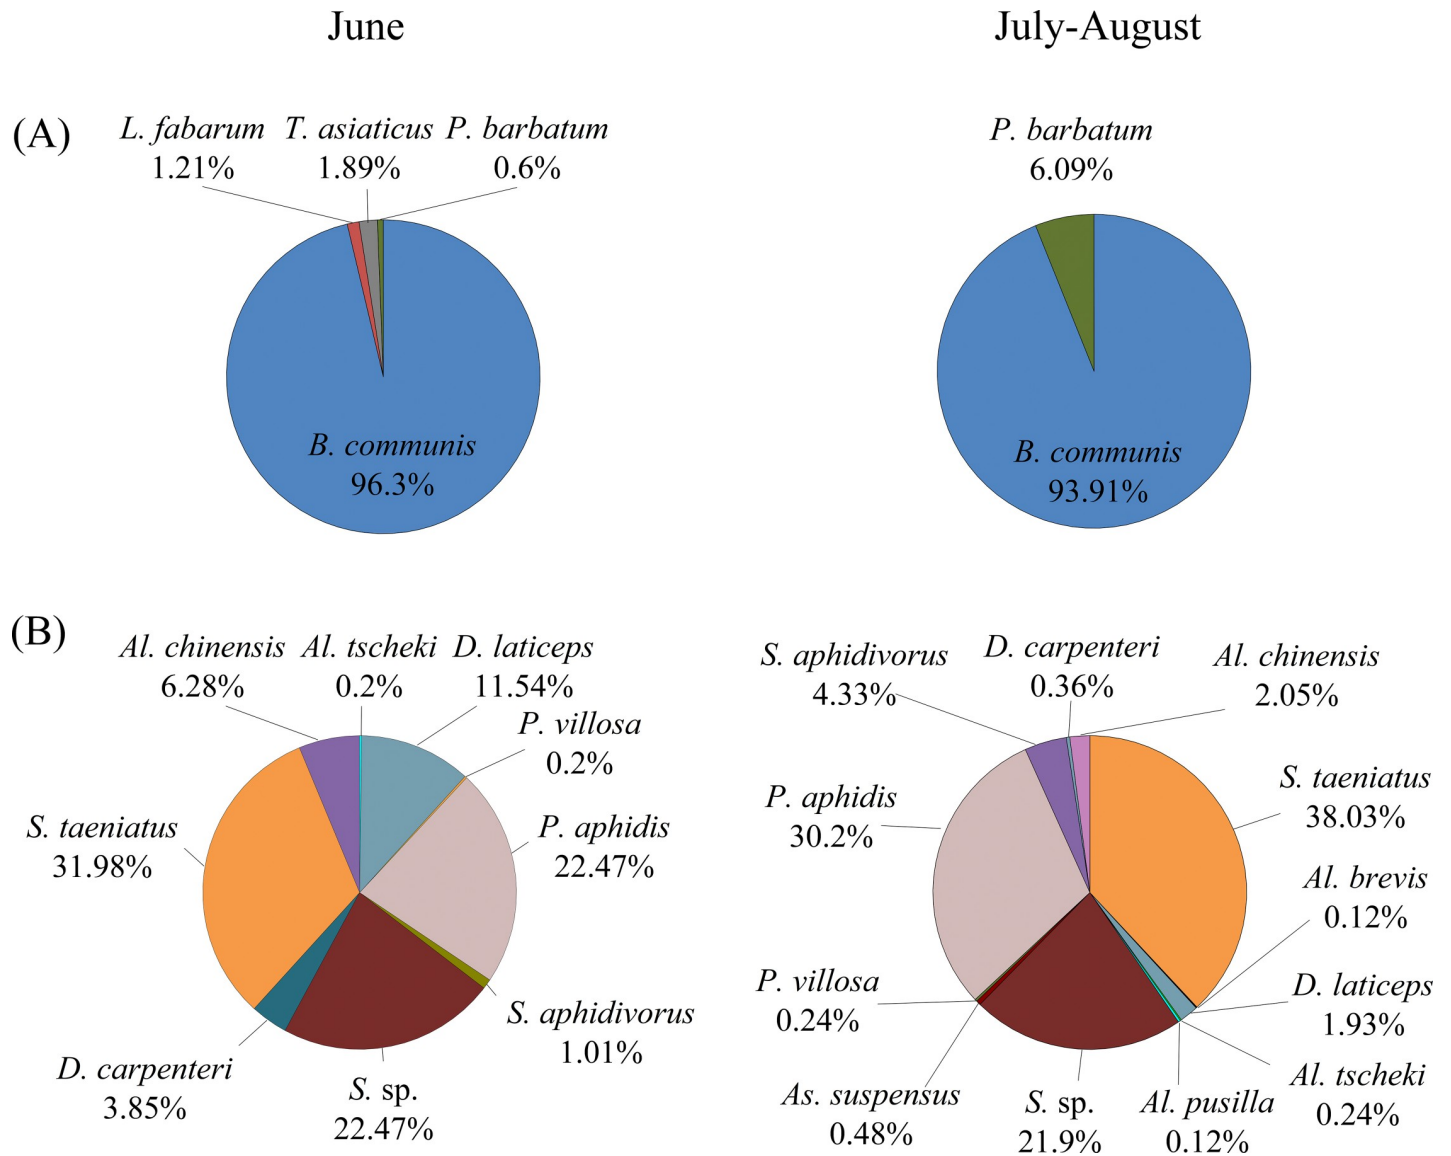 June
July-August
(A)
L. fabarum
1.21%
T. asiaticus
1.89%
P. barbatum
0.6%
B. communis
96.3%
P. barbatum
6.09%
B. communis
93.91%
(B)
Al. chinensis
6.28%
Al. tscheki
0.2%
D. laticeps
11.54%
P. villosa
0.2%
P. aphidis
22.47%
S. aphidivorus
1.01%
S. sp.
22.47%
D. carpenteri
3.85%
S. taeniatus
31.98%
S. aphidivorus
4.33%
D. carpenteri
0.36%
Al. chinensis
2.05%
S. taeniatus
38.03%
Al. brevis
0.12%
D. laticeps
1.93%
Al. tscheki
0.24%
Al. pusilla
0.12%
S. sp.
21.9%
As. suspensus
0.48%
P. villosa
0.24%
P. aphidis
30.2%